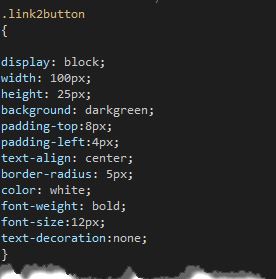 .link2button
{
display: block;
width: 100px;
height: 25px;
background: darkgreen;
padding-top:8px;
padding-left:4px;
text-align: center;
border-radius: 5px;
color: white;
font-weight: bold;
font-size:12px;
text-decoration:none;
}